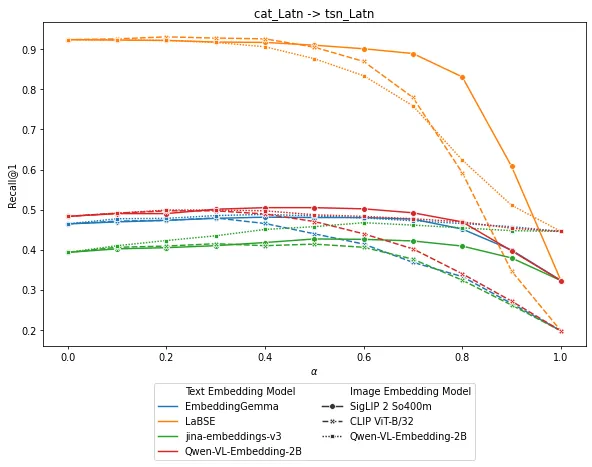 cat_Latn -> tsn_Latn
Recall@1
0.9
0.8
0.7
0.6
0.5
0.4
0.3
0.2
0.0 0.2 0.4 0.6 0.8 1.0
α
Text Embedding Model Image Embedding Model
EmbeddingGemma SigLIP 2 So400m
LaBSE CLIP ViT-B/32
jina-embeddings-v3 Qwen-VL-Embedding-2B
Qwen-VL-Embedding-2B